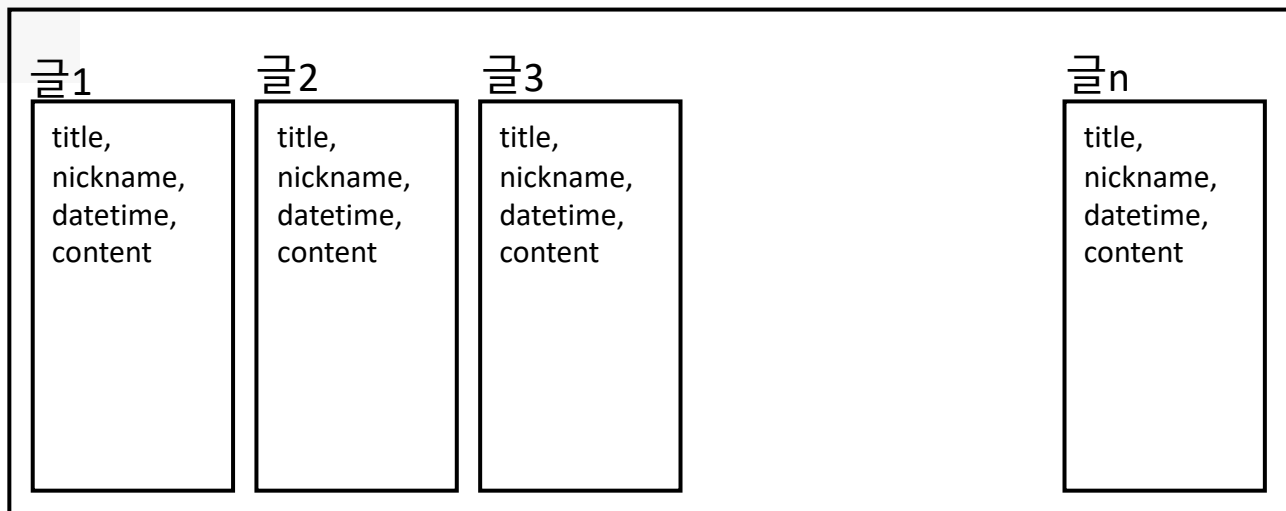 글1
title,
nickname,
datetime,
content
글2
title,
nickname,
datetime,
content
글3
title,
nickname,
datetime,
content
글n
title,
nickname,
datetime,
content